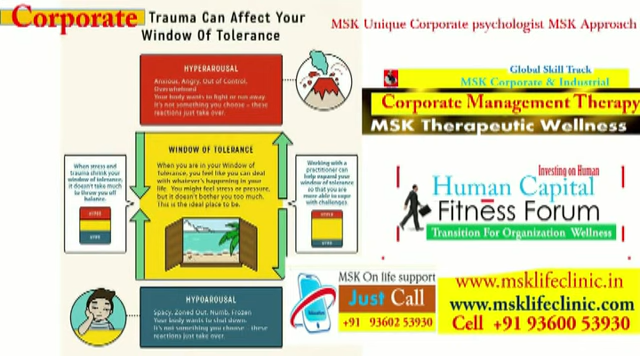 Corporate Trauma Can Affect Your
Window Of Tolerance
HYPERAROUSAL
Anxious, Angry, Out of Control,
Overwhelmed
Your body wants to fight or run away.
It's not something you choose – these
reactions just take over.
WINDOW OF TOLERANCE
When you are in your Window of
Tolerance, you feel like you can deal
with whatever's happening in your
life. You might feel stress or pressure,
but it doesn't bother you too much.
This is the ideal place to be.
When stress and
trauma shrink your
window of tolerance,
it doesn't take much
to throw you off
balance.
Working with a
practitioner can
help expand your
window of tolerance
so that you are
more able to cope
with challenges.
HYPOAROUSAL
Spacy, Zoned Out, Numb, Frozen
Your body wants to shut down.
It's not something you choose – these
reactions just take over.
MSK Unique Corporate psychologist MSK Approach
Global Skill Track
MSK Corporate & Industrial
Corporate Management Therapy
MSK Therapeutic Wellness
Investing on Human
Human Capital
Fitness Forum
Transition For Organization Wellness
MSK On life support
Just Call
+91 93602 53930
www.msklifeclinic.in
www.msklifeclinic.com
Cell +91 93600 53930